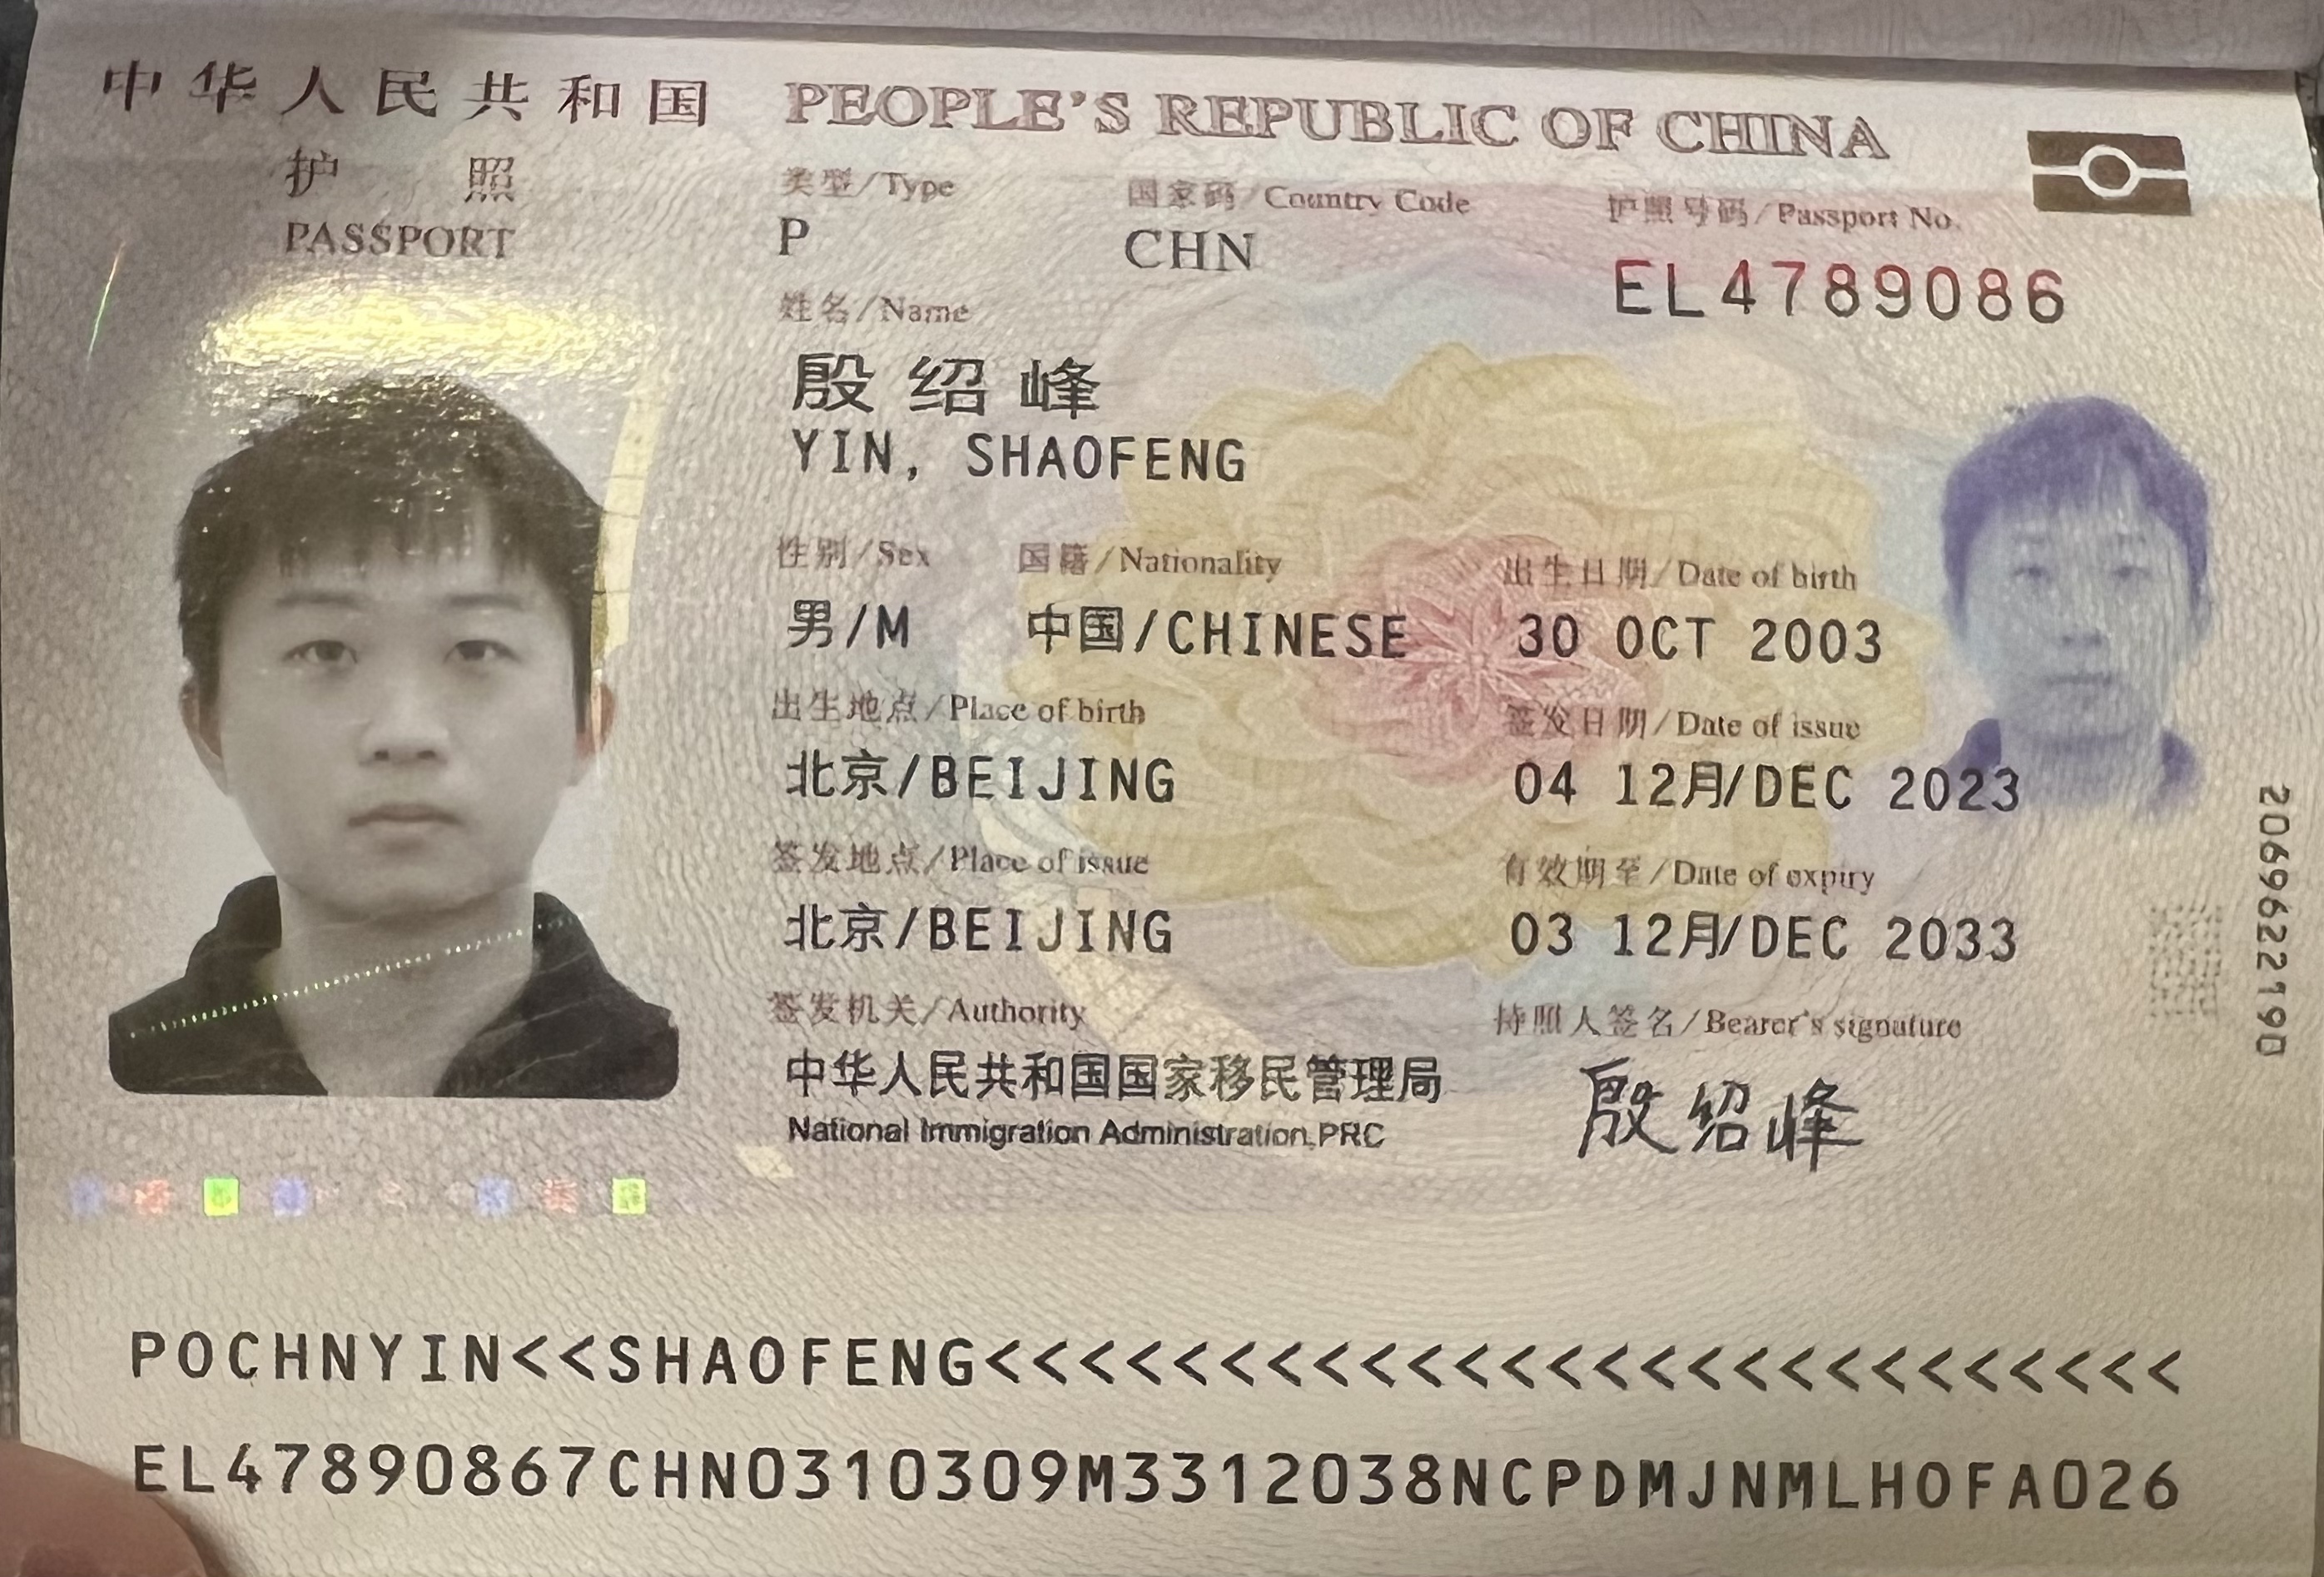 中华人民共和国 PEOPLE'S REPUBLIC OF CHINA
护照
PASSPORT
类型/Type 国家码/Country Code 护照号码/Passport No.
P CHN EL4789086
姓名/Name
殷绍峰
YIN, SHAOFENG
性别/Sex 国籍/Nationality 出生日期/Date of birth
男/M 中国/CHINESE 30 OCT 2003
出生地点/Place of birth 签发日期/Date of issue
北京/BEIJING 04 12月/DEC 2023
签发地点/Place of issue 有效期至/Date of expiry
北京/BEIJING 03 12月/DEC 2033
签发机关/Authority 持照人签名/Bearer's signature
中华人民共和国国家移民管理局 殷绍峰
National Immigration Administration,PRC
2069622190
POCHNYIN<<SHAOFENG<<<<<<<<<<<<<<<<<<<<<<<<<<
EL47890867CHN0310309M3312038NCPDMJNMLHOFA026